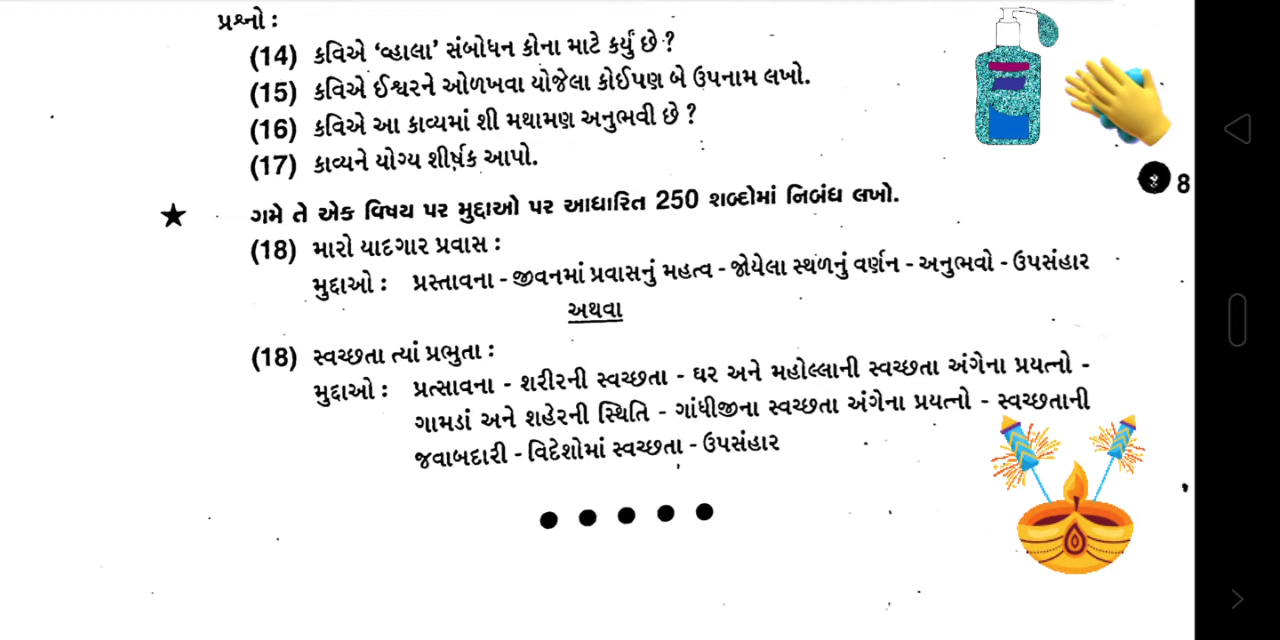 પ્રશ્નો :
(14) કવિએ ‘વ્હાલા’ સંબોધન કોના માટે કર્યું છે ?
(15) કવિએ ઈશ્વરને ઓળખવા યોજેલા કોઈપણ બે ઉપનામ લખો.
(16) કવિએ આ કાવ્યમાં શી મથામણ અનુભવી છે ?
(17) કાવ્યને યોગ્ય શીર્ષક આપો.
★ ગમે તે એક વિષય પર મુદ્દાઓ પર આધારિત 250 શબ્દોમાં નિબંધ લખો. 8
(18) મારો યાદગાર પ્રવાસ :
મુદ્દાઓ : પ્રસ્તાવના - જીવનમાં પ્રવાસનું મહત્વ - જોયેલા સ્થળનું વર્ણન - અનુભવો - ઉપસંહાર
અથવા
(18) સ્વચ્છતા ત્યાં પ્રભુતા :
મુદ્દાઓ : પ્રત્સાવના - શરીરની સ્વચ્છતા - ઘર અને મહોલ્લાની સ્વચ્છતા અંગેના પ્રયત્નો -
ગામડાં અને શહેરની સ્થિતિ - ગાંધીજીના સ્વચ્છતા અંગેના પ્રયત્નો - સ્વચ્છતાની
જવાબદારી - વિદેશોમાં સ્વચ્છતા - ઉપસંહાર